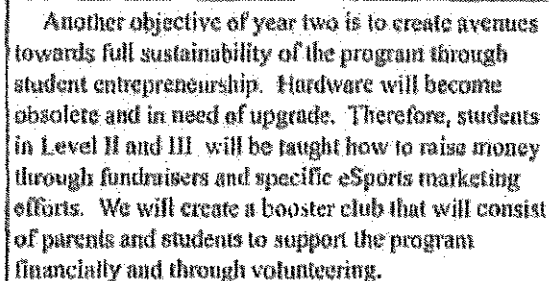 Another objective of year two is to create avenues
towards full sustainability of the program through
student entrepreneurship. Hardware will become
obsolete and in need of upgrade. Therefore, students
in Level II and III will be taught how to raise money
through fundraisers and specific eSports marketing
efforts. We will create a booster club that will consist
of parents and students to support the program
financially and through volunteering.